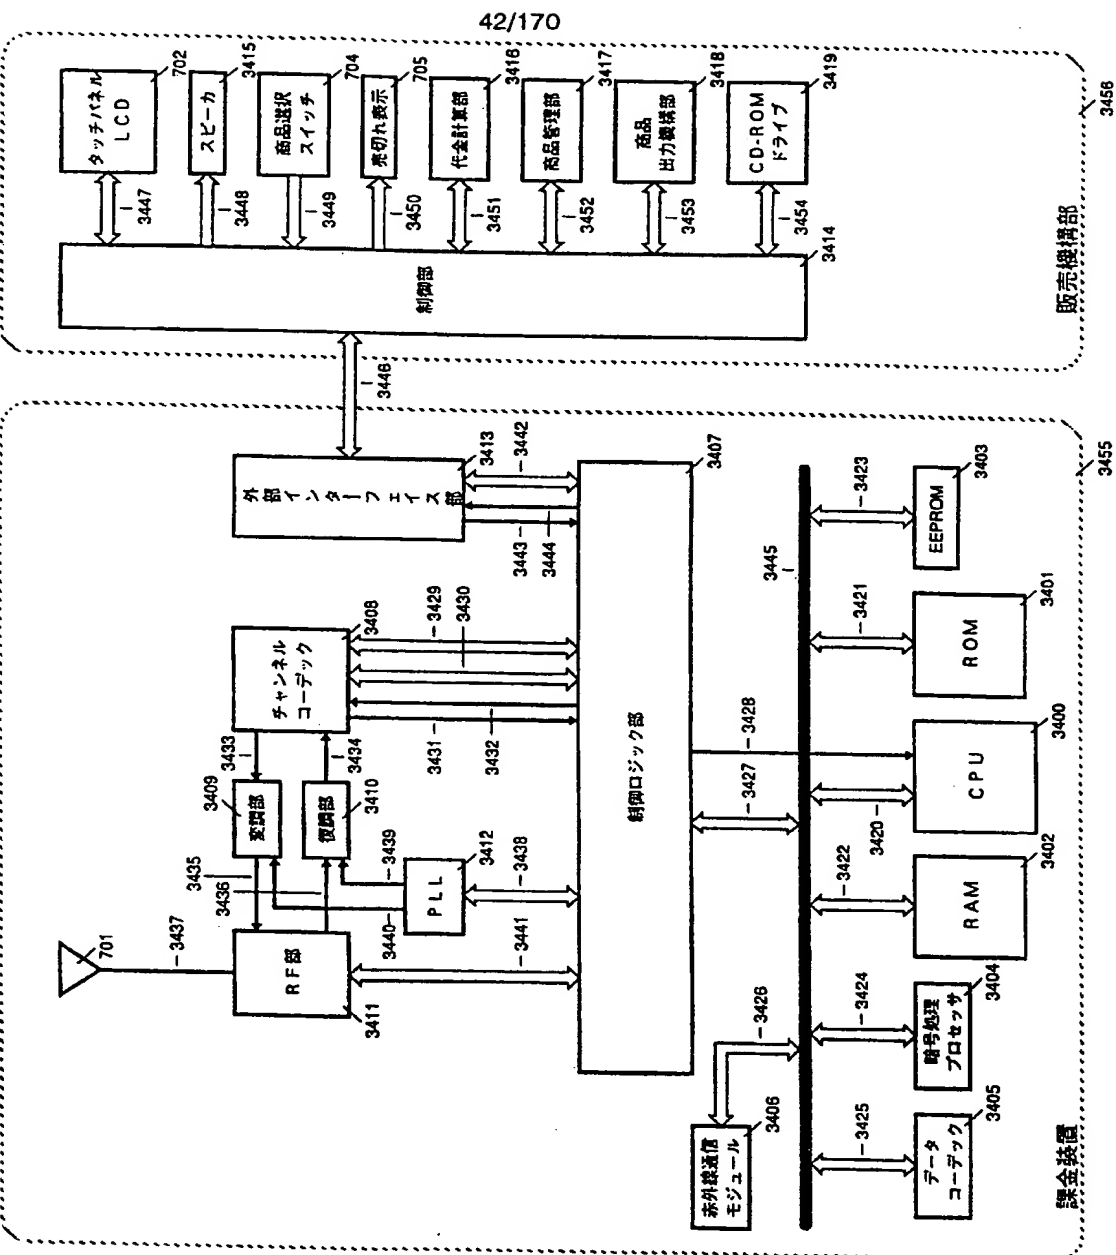 42/170
タッチパネル
LCD
702
スピーカ
3415
商品選択
スイッチ
704
売切れ表示
705
代金計算部
3416
商品管理部
3417
商品
出力機構部
3418
CD-ROM
ドライブ
3419
3447
3448
3449
3450
3451
3452
3453
3454
制御部
3414
販売機構部
3456
3446
外部インターフェイス部
3413
3442
3443
3444
チャンネル
コーデック
3408
3429
3430
3431
3432
3433
3434
変調部
3409
復調部
3410
3435
3436
3439
3440
PLL
3412
3438
701
3437
RF部
3411
3441
制御ロジック部
3407
3428
3427
3445
3426
赤外線通信
モジュール
3406
3423
EEPROM
3403
3421
ROM
3401
3420
CPU
3400
3422
RAM
3402
3424
暗号処理
プロセッサ
3404
3425
データ
コーデック
3405
課金装置
3455